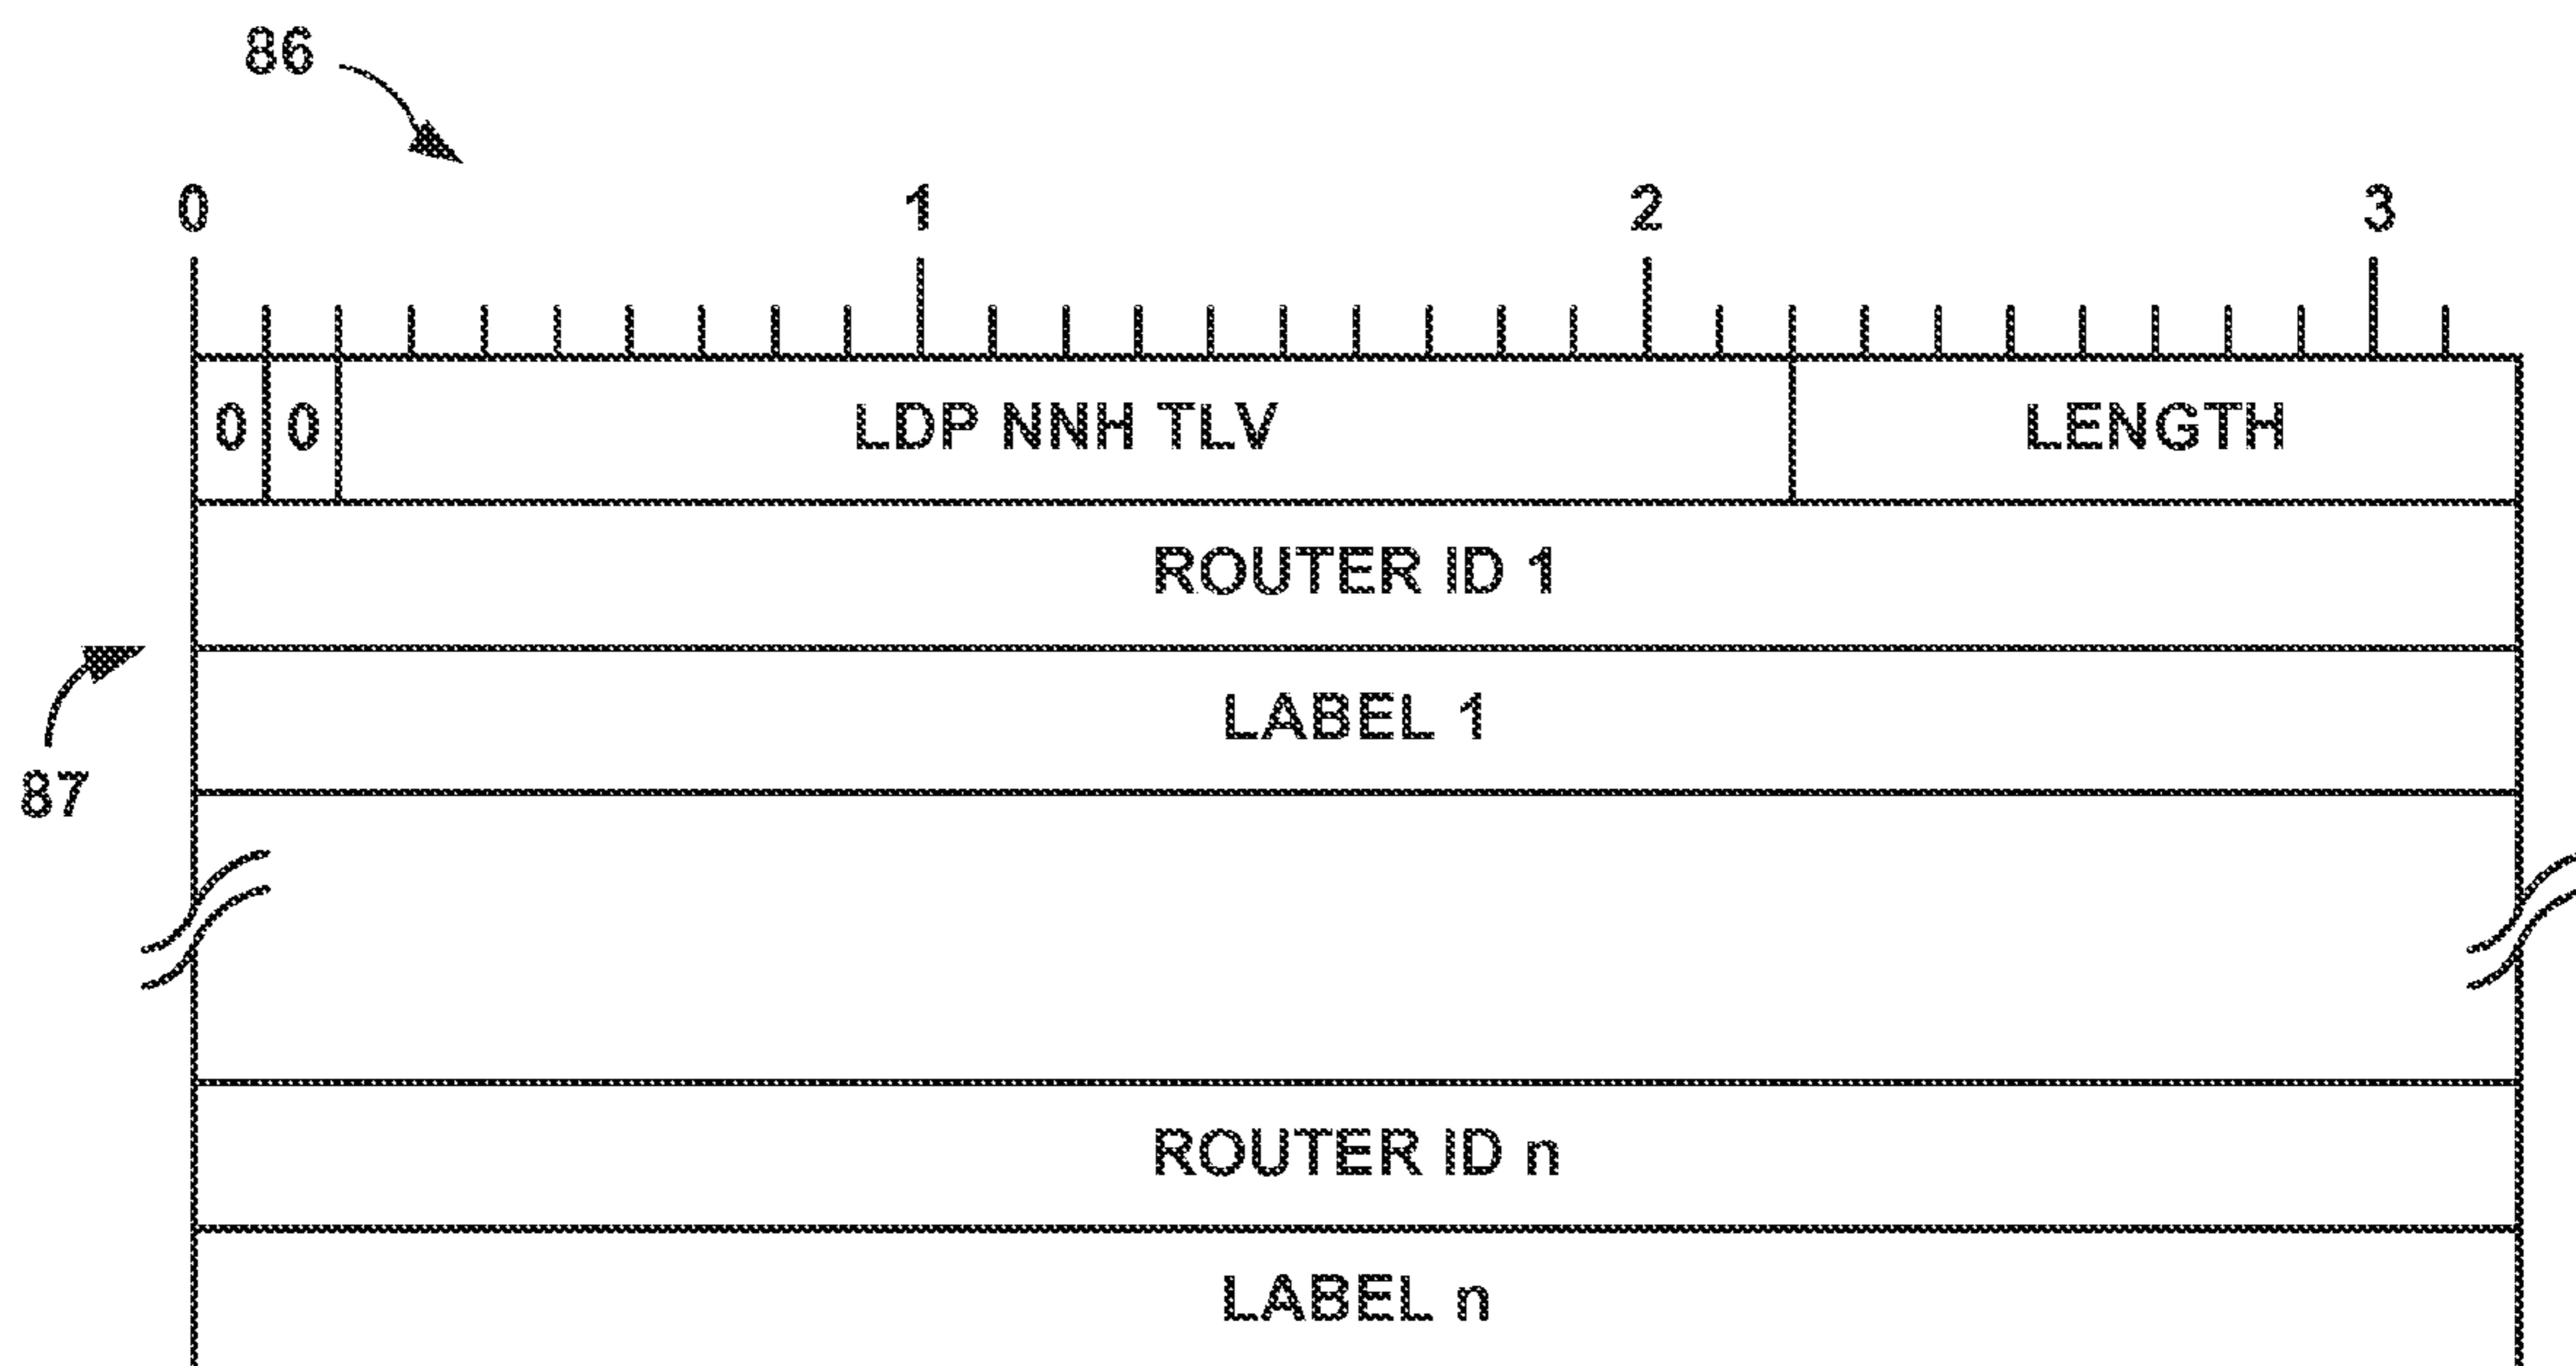 86
0 1 2 3
0 0 LDP NNH TLV LENGTH
ROUTER ID 1
LABEL 1
87
ROUTER ID n
LABEL n